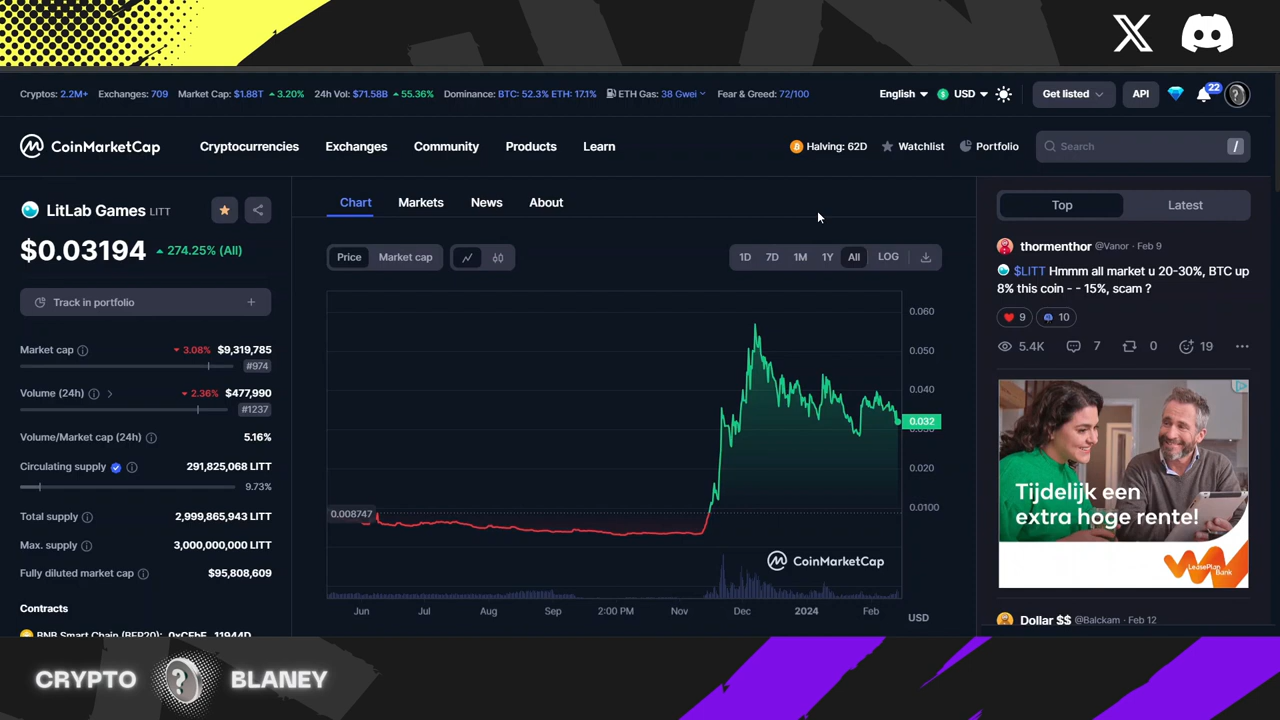 Cryptos: 2.2M+ Exchanges: 709 Market Cap: $1.88T 3.20% 24h Vol: $71.58B 55.36% Dominance: BTC: 52.3% ETH: 17.1% ETH Gas: 38 Gwei Fear & Greed: 72/100
English USD Get listed API 22
CoinMarketCap Cryptocurrencies Exchanges Community Products Learn Halving: 62D Watchlist Portfolio Search /
LitLab Games LITT
$0.03194 274.25% (All)
Track in portfolio +
Market cap 3.08% $9,319,785
#974
Volume (24h) 2.36% $477,990
#1237
Volume/Market cap (24h) 5.16%
Circulating supply 291,825,068 LITT
9.73%
Total supply 2,999,865,943 LITT
Max. supply 3,000,000,000 LITT
Fully diluted market cap $95,808,609
Contracts
BNB Smart Chain (BEP20):
Chart Markets News About
Price Market cap 1D 7D 1M 1Y All LOG
0.060
0.050
0.040
0.032
0.030
0.020
0.0100
0.008747
CoinMarketCap
Jun Jul Aug Sep 2:00 PM Nov Dec 2024 Feb USD
Top Latest
thormenthor @Vanor · Feb 9
$LITT Hmmm all market u 20-30%, BTC up
8% this coin - - 15%, scam ?
9 10
5.4K 7 0 19
Tijdelijk een
extra hoge rente!
LeasePlan
Bank
Dollar $$ @Balckam · Feb 12
CRYPTO ? BLANEY